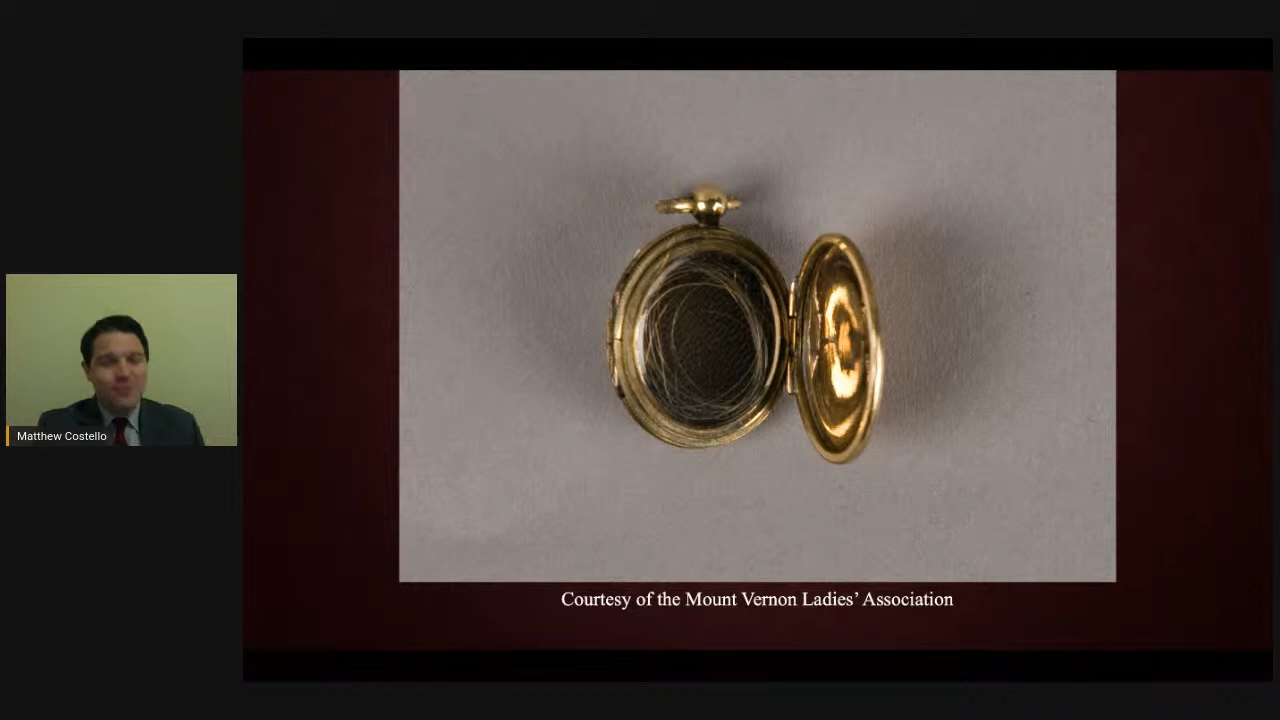 Matthew Costello
Courtesy of the Mount Vernon Ladies’ Association